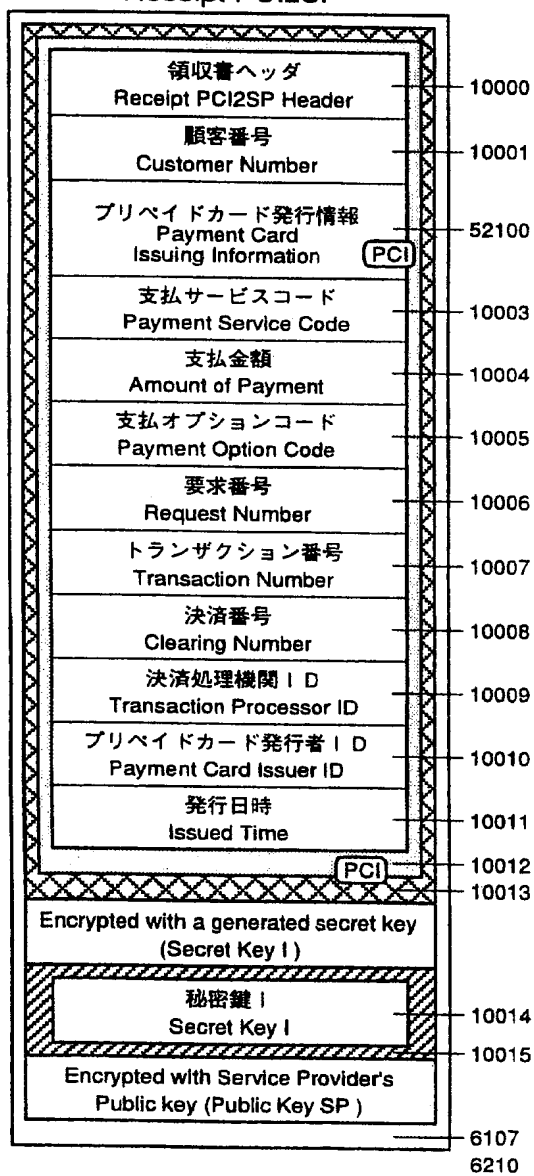 領収書ヘッダ
Receipt PCI2SP Header
10000
顧客番号
Customer Number
10001
プリペイドカード発行情報
Payment Card
Issuing Information
PCI
52100
支払サービスコード
Payment Service Code
10003
支払金額
Amount of Payment
10004
支払オプションコード
Payment Option Code
10005
要求番号
Request Number
10006
トランザクション番号
Transaction Number
10007
決済番号
Clearing Number
10008
決済処理機関ID
Transaction Processor ID
10009
プリペイドカード発行者ID
Payment Card Issuer ID
10010
発行日時
Issued Time
10011
PCI
10012
10013
Encrypted with a generated secret key
(Secret Key I)
秘密鍵I
Secret Key I
10014
10015
Encrypted with Service Provider's
Public key (Public Key SP )
6107
6210